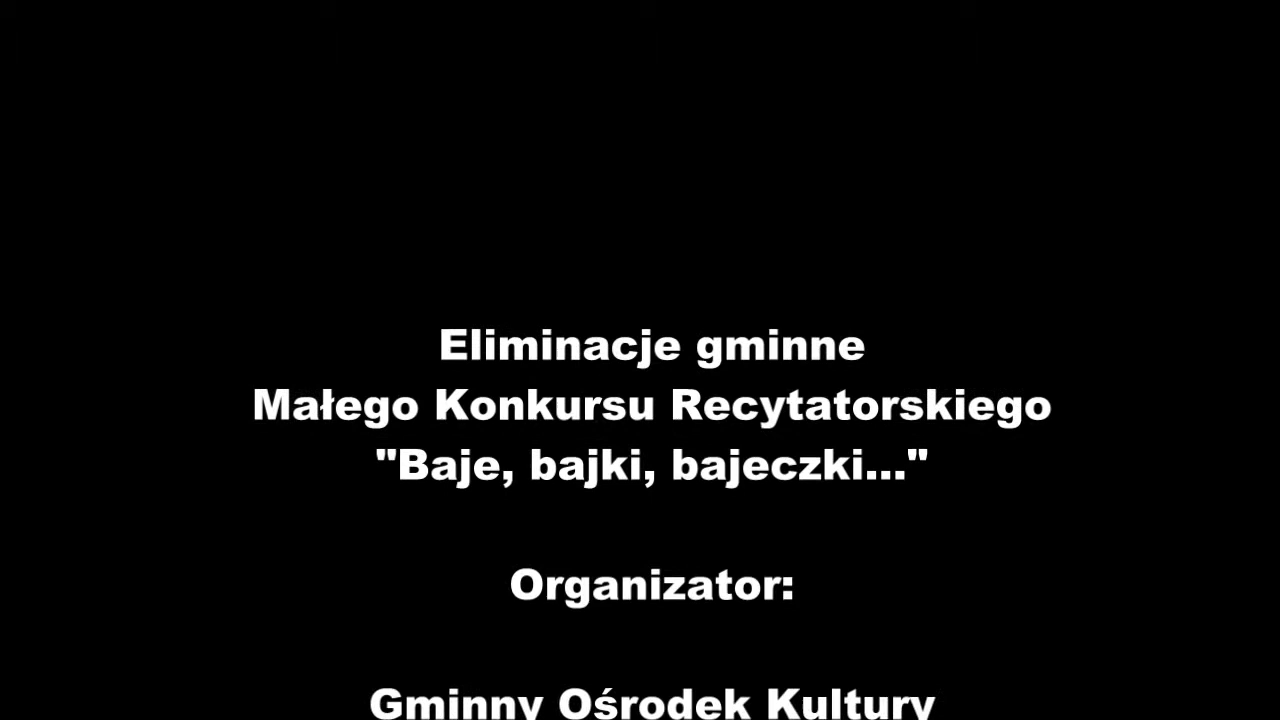 Eliminacje gminne
Małego Konkursu Recytatorskiego
"Baje, bajki, bajeczki..."
Organizator:
Gminny Ośrodek Kultury